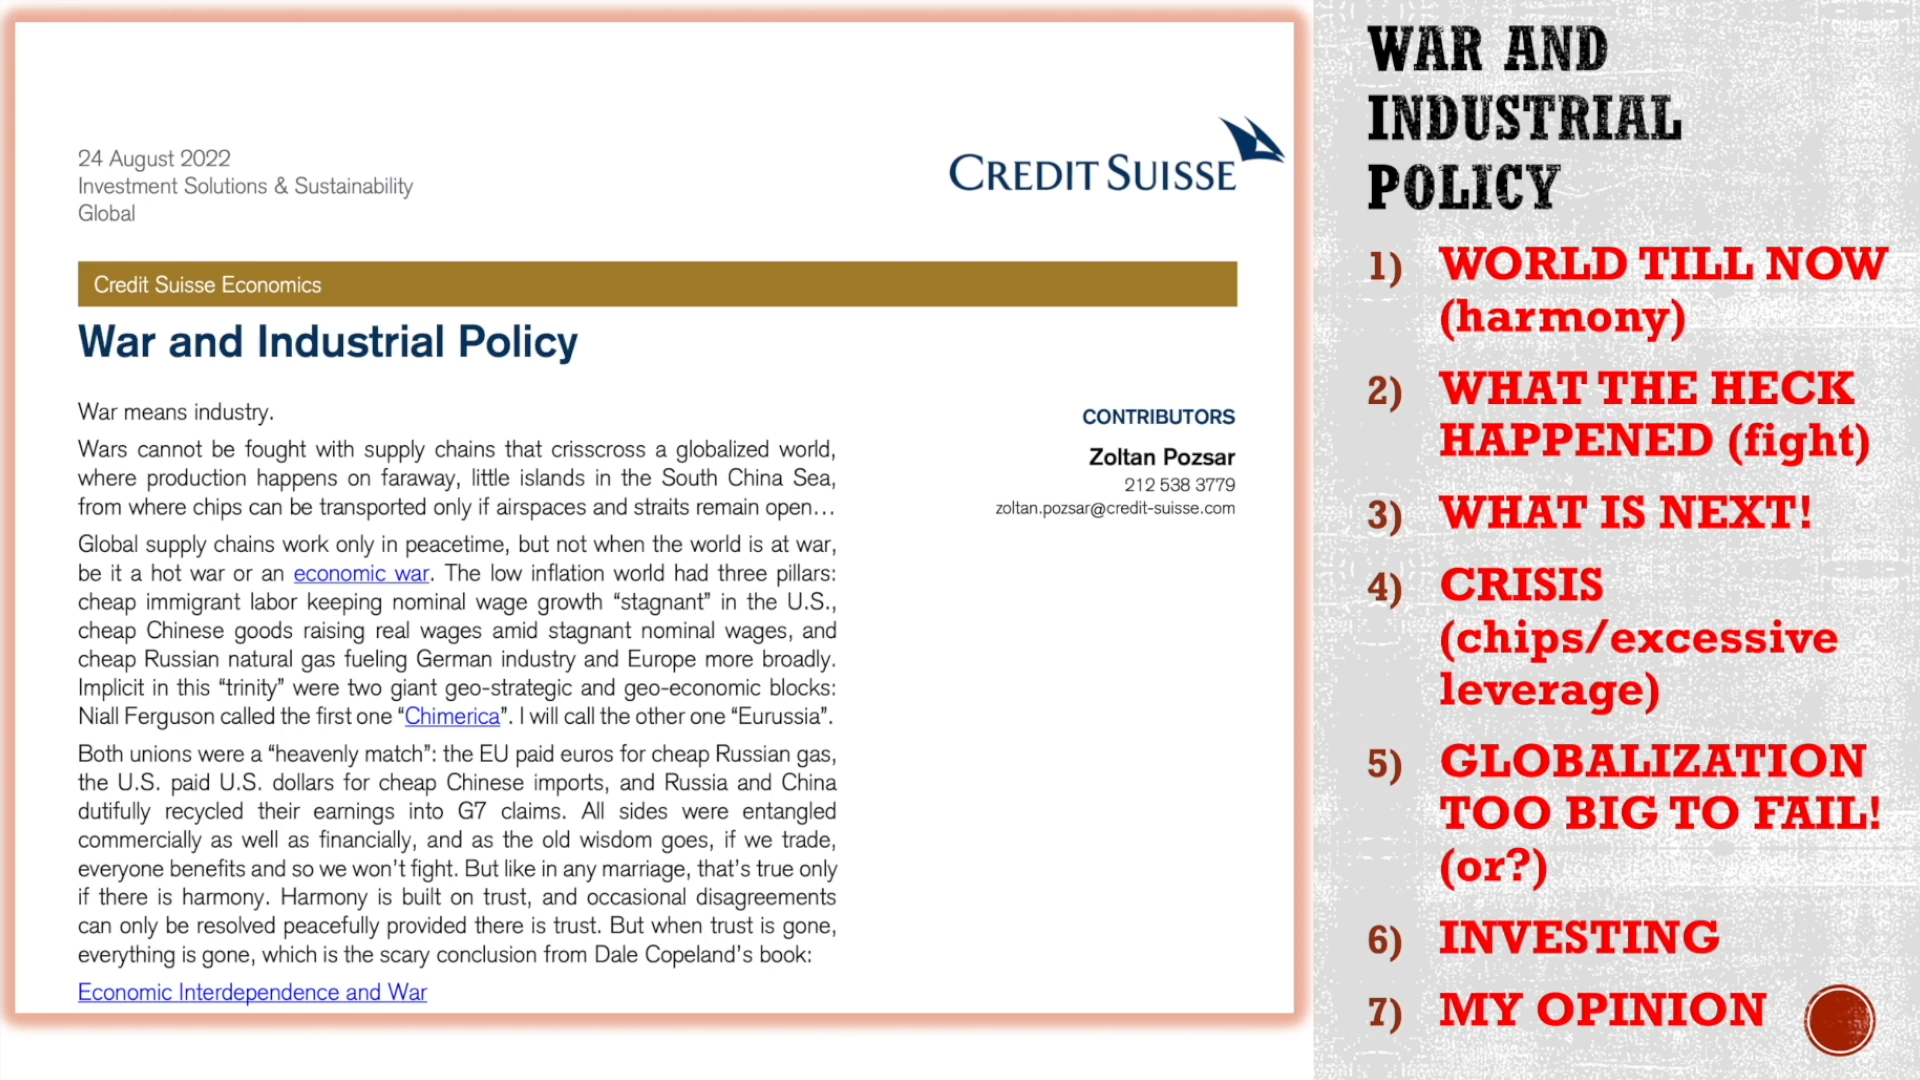 24 August 2022
Investment Solutions & Sustainability
Global
CREDIT SUISSE
Credit Suisse Economics
War and Industrial Policy
War means industry.
Wars cannot be fought with supply chains that crisscross a globalized world,
where production happens on faraway, little islands in the South China Sea,
from where chips can be transported only if airspaces and straits remain open…
Global supply chains work only in peacetime, but not when the world is at war,
be it a hot war or an economic war. The low inflation world had three pillars:
cheap immigrant labor keeping nominal wage growth “stagnant” in the U.S.,
cheap Chinese goods raising real wages amid stagnant nominal wages, and
cheap Russian natural gas fueling German industry and Europe more broadly.
Implicit in this “trinity” were two giant geo-strategic and geo-economic blocks:
Niall Ferguson called the first one “Chimerica”. I will call the other one “Eurussia”.
Both unions were a “heavenly match”: the EU paid euros for cheap Russian gas,
the U.S. paid U.S. dollars for cheap Chinese imports, and Russia and China
dutifully recycled their earnings into G7 claims. All sides were entangled
commercially as well as financially, and as the old wisdom goes, if we trade,
everyone benefits and so we won’t fight. But like in any marriage, that’s true only
if there is harmony. Harmony is built on trust, and occasional disagreements
can only be resolved peacefully provided there is trust. But when trust is gone,
everything is gone, which is the scary conclusion from Dale Copeland’s book:
Economic Interdependence and War
CONTRIBUTORS
Zoltan Pozsar
212 538 3779
zoltan.pozsar@credit-suisse.com
WAR AND
INDUSTRIAL
POLICY
1) WORLD TILL NOW
(harmony)
2) WHAT THE HECK
HAPPENED (fight)
3) WHAT IS NEXT!
4) CRISIS
(chips/excessive
leverage)
5) GLOBALIZATION
TOO BIG TO FAIL!
(or?)
6) INVESTING
7) MY OPINION